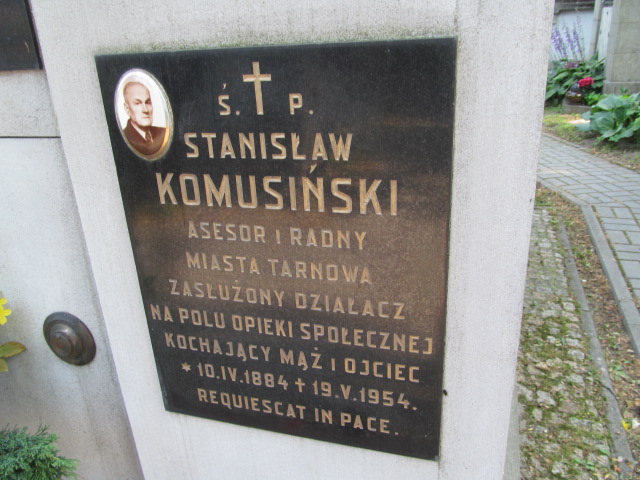 Ś. P.
STANISŁAW
KOMUSIŃSKI
ASESOR I RADNY
MIASTA TARNOWA
ZASŁUŻONY DZIAŁACZ
NA POLU OPIEKI SPOŁECZNEJ
KOCHAJĄCY MĄŻ I OJCIEC
* 10.IV.1884 ✝ 19.V.1954.
REQUIESCAT IN PACE.